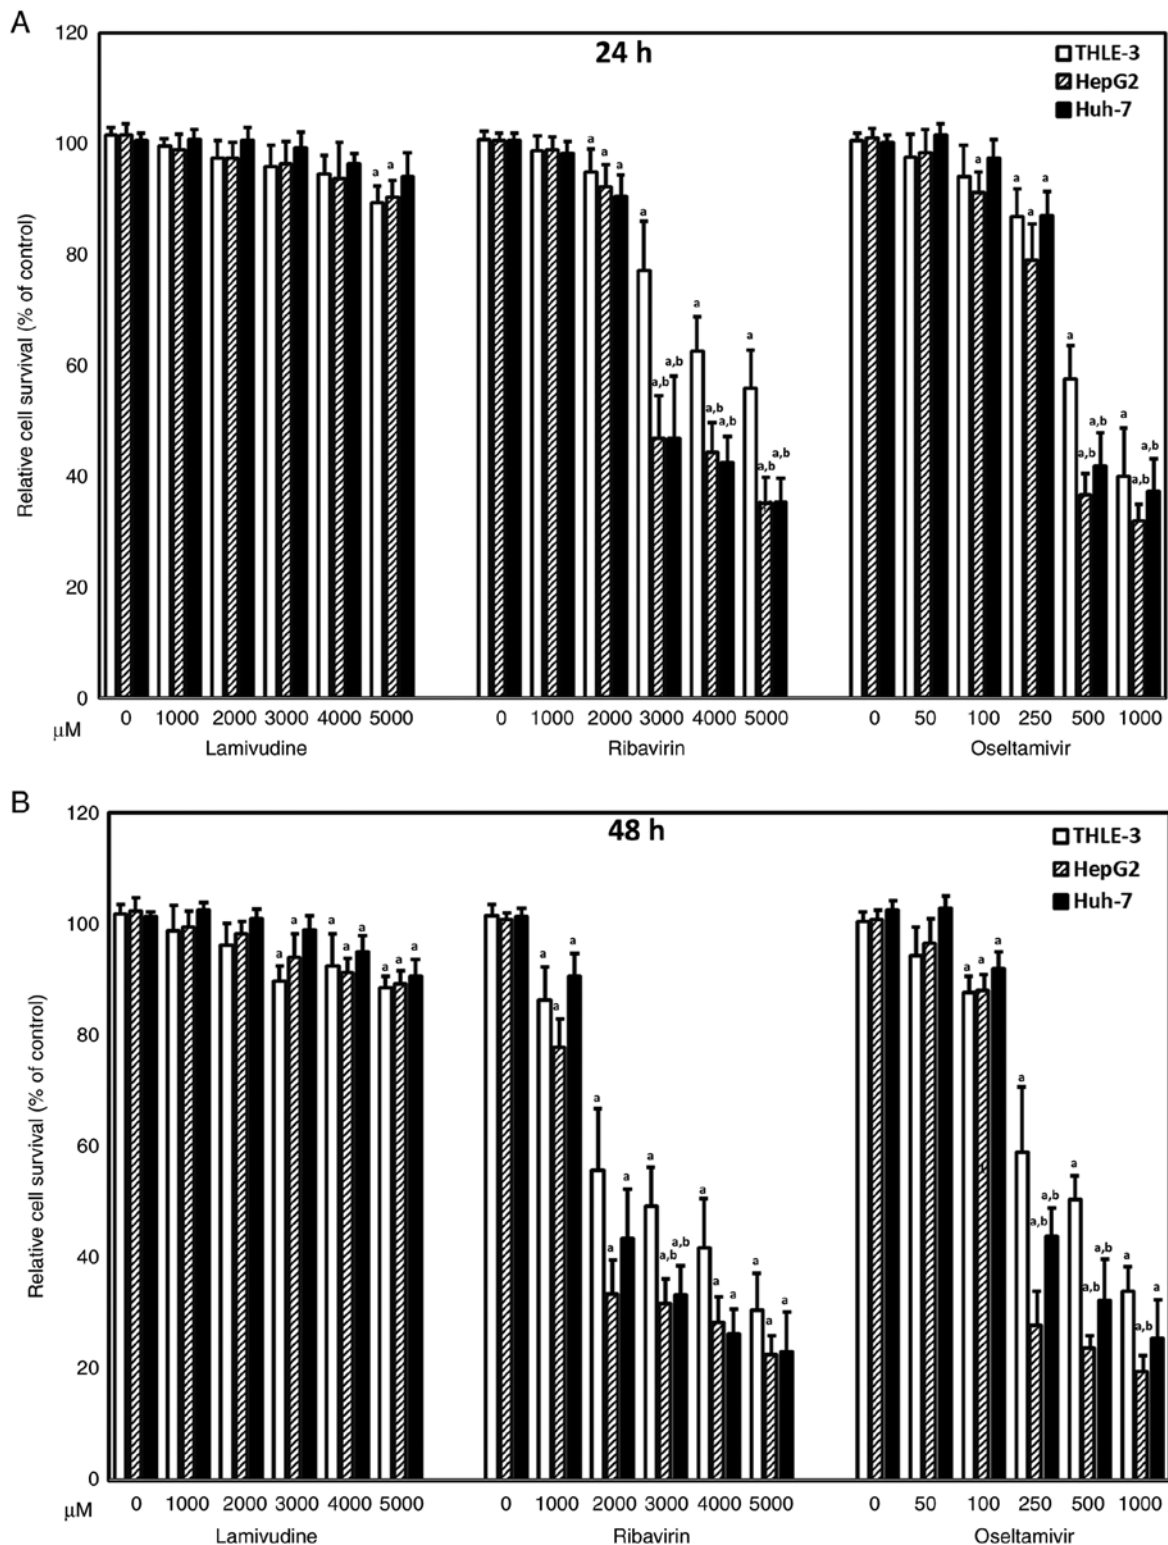 A
24 h
THLE-3
HepG2
Huh-7
Relative cell survival (% of control)
120
100
80
60
40
20
0
a a
a a a
a
a,b a,b
a
a,b a,b
a
a,b a,b
a
a a a
a
a,b a,b
a
a,b a,b
μM
0 1000 2000 3000 4000 5000 0 1000 2000 3000 4000 5000 0 50 100 250 500 1000
Lamivudine Ribavirin Oseltamivir
B
48 h
THLE-3
HepG2
Huh-7
Relative cell survival (% of control)
120
100
80
60
40
20
0
a a
a a a
a a a
a a a
a a a
a a,b a,b
a a a
a a a
a a a
a a,b a,b
a a,b a,b
a a,b a
μM
0 1000 2000 3000 4000 5000 0 1000 2000 3000 4000 5000 0 50 100 250 500 1000
Lamivudine Ribavirin Oseltamivir